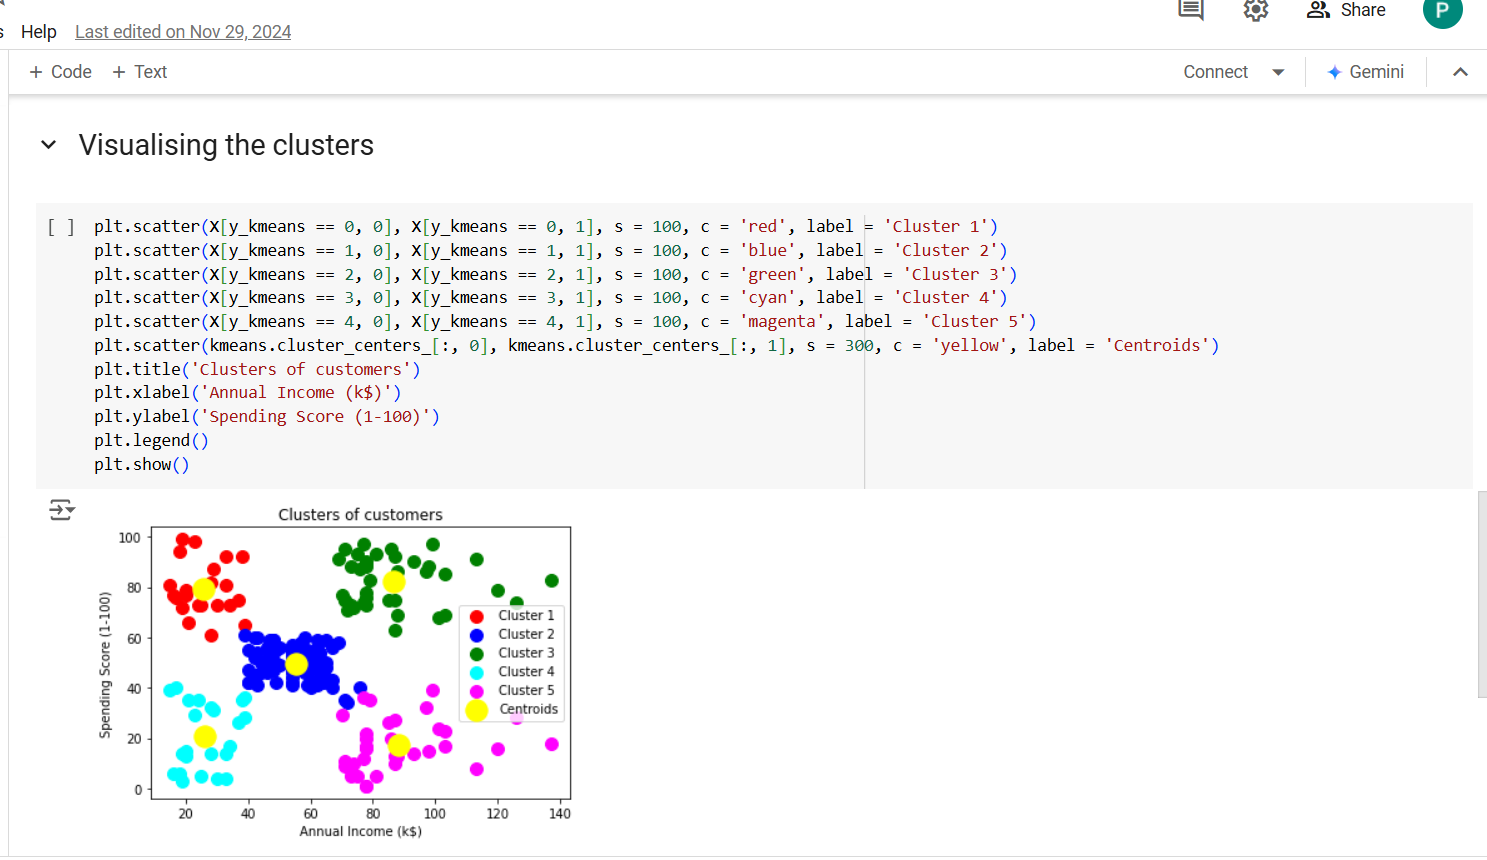 s Help Last edited on Nov 29, 2024
Share
P
+ Code + Text
Connect
Gemini
Visualising the clusters
[ ] plt.scatter(X[y_kmeans == 0, 0], X[y_kmeans == 0, 1], s = 100, c = 'red', label = 'Cluster 1')
plt.scatter(X[y_kmeans == 1, 0], X[y_kmeans == 1, 1], s = 100, c = 'blue', label = 'Cluster 2')
plt.scatter(X[y_kmeans == 2, 0], X[y_kmeans == 2, 1], s = 100, c = 'green', label = 'Cluster 3')
plt.scatter(X[y_kmeans == 3, 0], X[y_kmeans == 3, 1], s = 100, c = 'cyan', label = 'Cluster 4')
plt.scatter(X[y_kmeans == 4, 0], X[y_kmeans == 4, 1], s = 100, c = 'magenta', label = 'Cluster 5')
plt.scatter(kmeans.cluster_centers_[:, 0], kmeans.cluster_centers_[:, 1], s = 300, c = 'yellow', label = 'Centroids')
plt.title('Clusters of customers')
plt.xlabel('Annual Income (k$)')
plt.ylabel('Spending Score (1-100)')
plt.legend()
plt.show()
Clusters of customers
Spending Score (1-100)
100
80
60
40
20
0
Cluster 1
Cluster 2
Cluster 3
Cluster 4
Cluster 5
Centroids
20 40 60 80 100 120 140
Annual Income (k$)